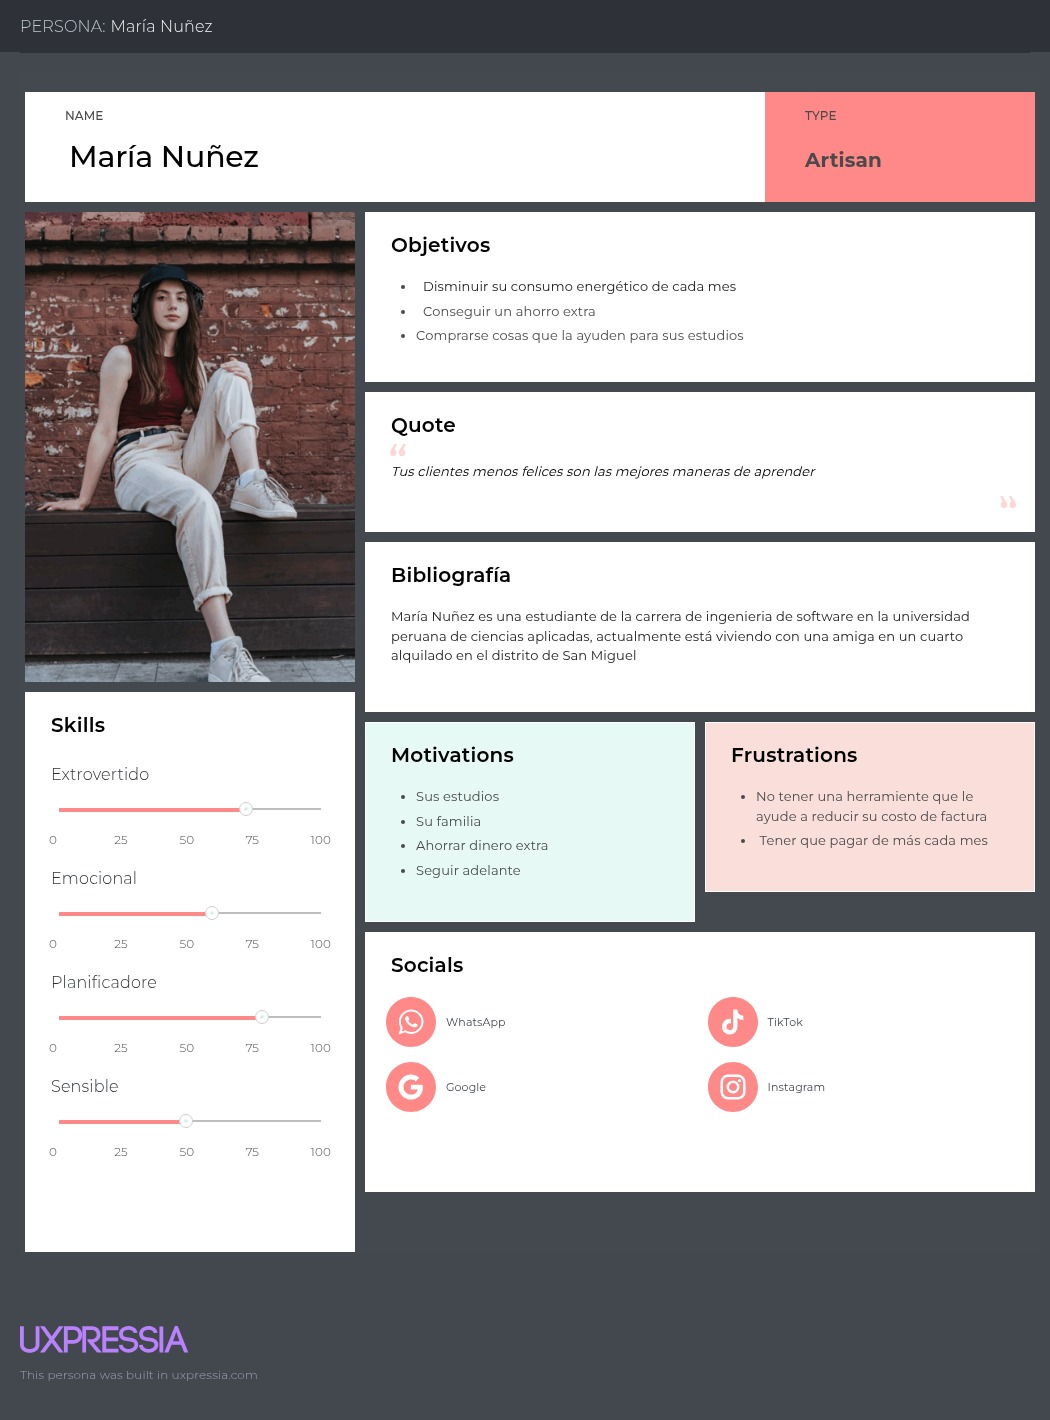 PERSONA: María Nuñez
NAME
María Nuñez
TYPE
Artisan
Objetivos
Disminuir su consumo energético de cada mes
Conseguir un ahorro extra
Comprarse cosas que la ayuden para sus estudios
Quote
“
Tus clientes menos felices son las mejores maneras de aprender
”
Bibliografía
María Nuñez es una estudiante de la carrera de ingenieria de software en la universidad
peruana de ciencias aplicadas, actualmente está viviendo con una amiga en un cuarto
alquilado en el distrito de San Miguel
Skills
Extrovertido
0 25 50 75 100
Emocional
0 25 50 75 100
Planificadore
0 25 50 75 100
Sensible
0 25 50 75 100
Motivations
Sus estudios
Su familia
Ahorrar dinero extra
Seguir adelante
Frustrations
No tener una herramiente que le
ayude a reducir su costo de factura
Tener que pagar de más cada mes
Socials
WhatsApp
TikTok
Google
Instagram
UXPRESSIA
This persona was built in uxpressia.com